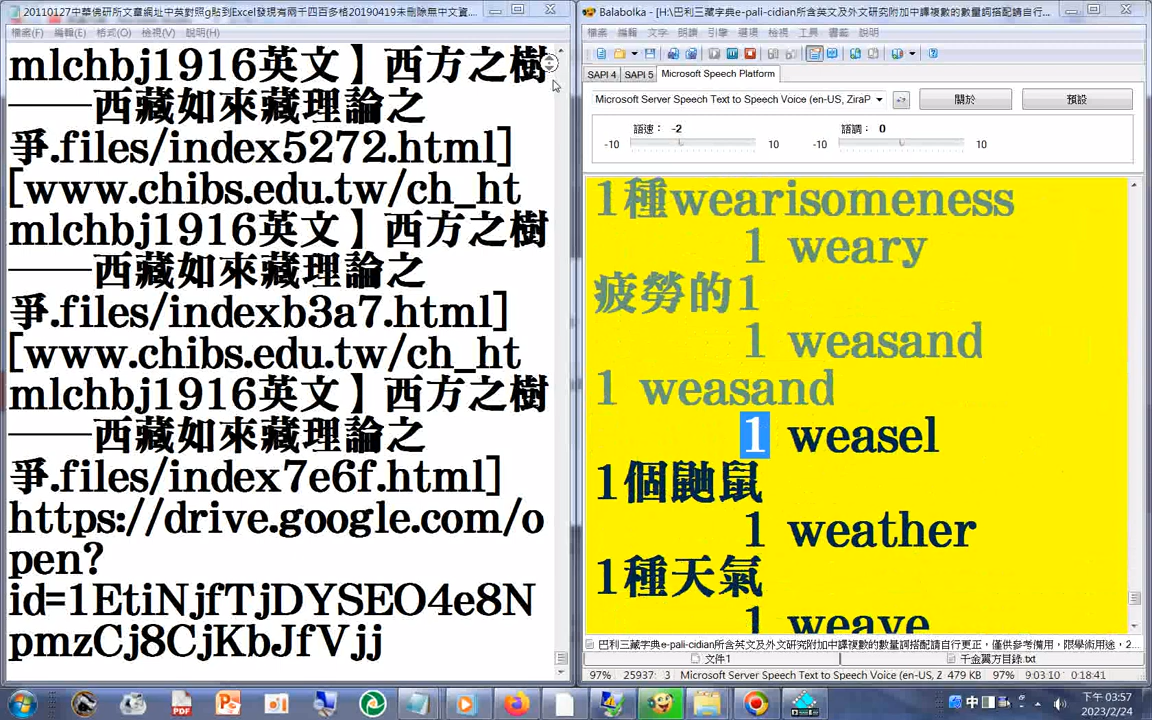 20110127中華佛研所文章網址中英對照g點到Excel發現有兩千四百多格20190419未刪除無中文資...
檔案(F) 編輯(E) 格式(O) 檢視(V) 說明(H)
mlchbj1916英文】西方之樹
——西藏如來藏理論之
爭.files/index5272.html]
[www.chibs.edu.tw/ch_ht
mlchbj1916英文】西方之樹
——西藏如來藏理論之
爭.files/indexb3a7.html]
[www.chibs.edu.tw/ch_ht
mlchbj1916英文】西方之樹
——西藏如來藏理論之
爭.files/index7e6f.html]
https://drive.google.com/o
pen?
id=1EtiNjfTjDYSEO4e8N
pmzCj8CjKbJfVjj
Balabolka - [H:\巴利三藏字典e-pali-cidian所含英文及外文研究附加中譯複數的數量詞搭配請自行...
檔案 編輯 文字 朗讀 引擎 選項 檢視 工具 書籤 說明
SAPI 4 SAPI 5 Microsoft Speech Platform
Microsoft Server Speech Text to Speech Voice (en-US, ZiraP 關於 預設
語速： -2 語調： 0
-10 10 -10 10
1種wearisomeness
1 weary
疲勞的1
1 weasand
1 weasand
1 weasel
1個鼬鼠
1 weather
1種天氣
1 weave
巴利三藏字典e-pali-cidian所含英文及外文研究附加中譯複數的數量詞搭配請自行更正，僅供參考備用，限學術用途，2...
文件1 千金翼方目錄.txt
97% 25937: 3 Microsoft Server Speech Text to Speech Voice (en-US, Z 479 KB 97% 9:03:10 0:18:41
中
下午 03:57
2023/2/24